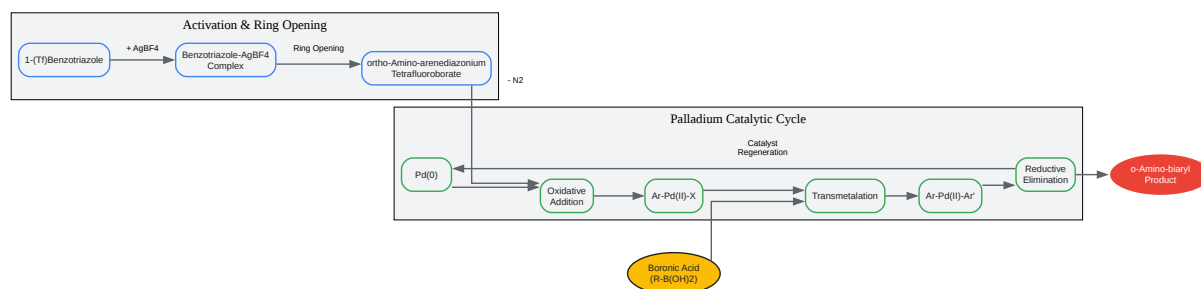 Activation & Ring Opening
1-(Tf)Benzotriazole
+ AgBF4
Benzotriazole-AgBF4
Complex
Ring Opening
ortho-Amino-arenediazonium
Tetrafluoroborate
- N2
Palladium Catalytic Cycle
Catalyst
Regeneration
Pd(0)
Oxidative
Addition
Ar-Pd(II)-X
Transmetalation
Ar-Pd(II)-Ar'
Reductive
Elimination
o-Amino-biaryl
Product
Boronic Acid
(R-B(OH)2)